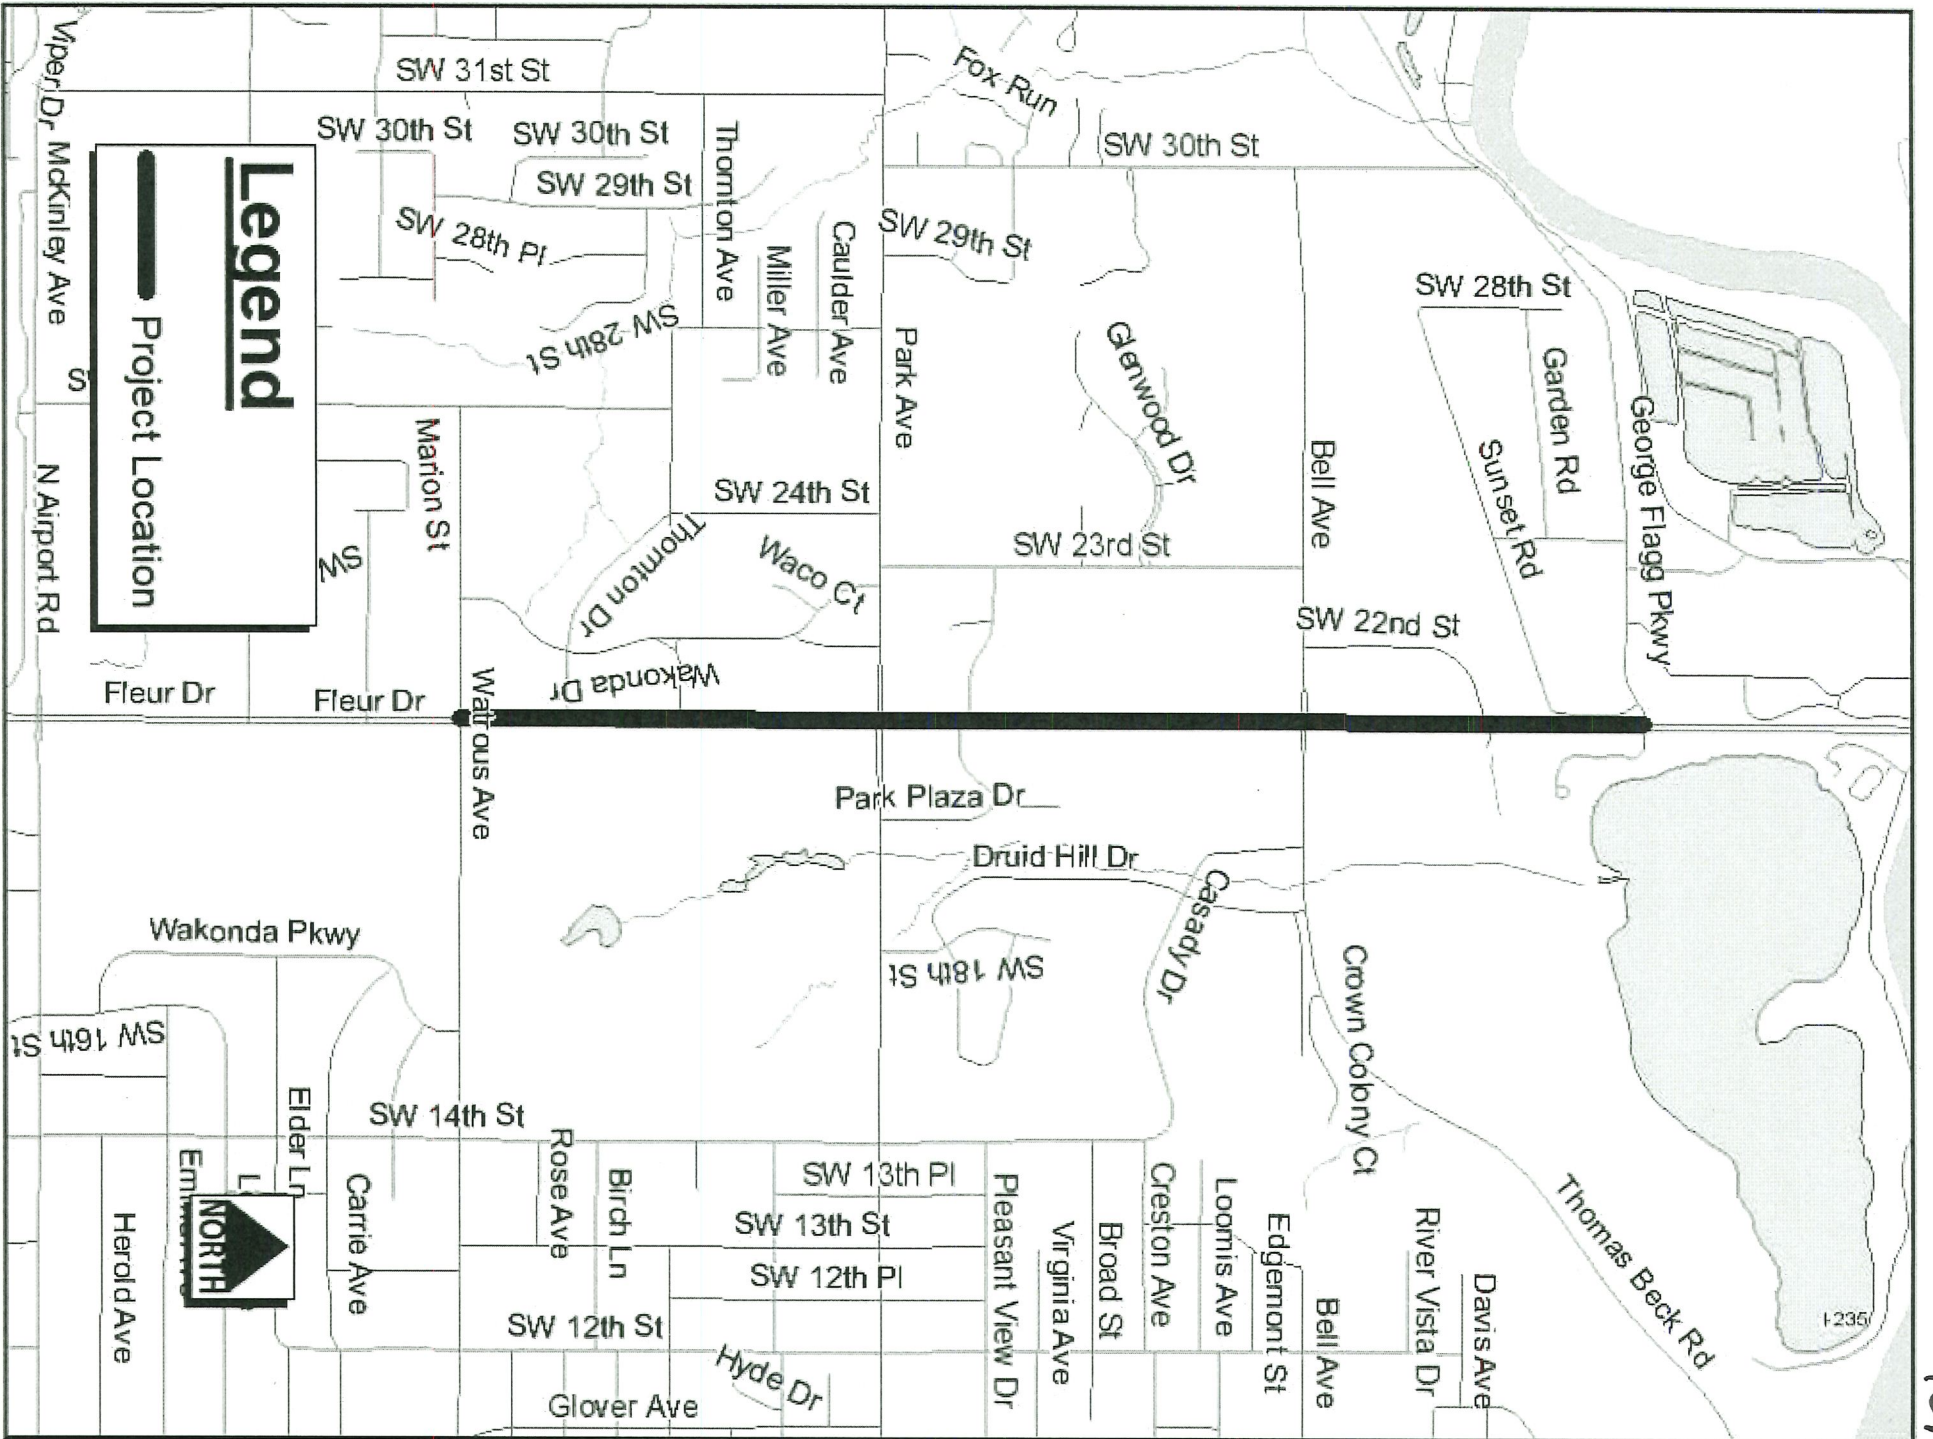 Viper Dr
McKinley Ave
N Airport Rd
SW 31st St
SW 30th St
SW 30th St
SW 29th St
SW 28th Pl
SW 28th St
Thornton Ave
Miller Ave
Caulder Ave
Park Ave
Fox Run
SW 30th St
SW 29th St
Glenwood Dr
SW 28th St
Garden Rd
Sunset Rd
George Flagg Pkwy
Bell Ave
Legend
Project Location
Marion St
SW
SW 24th St
Thornton Dr
Waco Ct
SW 23rd St
SW 22nd St
Wakonda Dr
Fleur Dr
Fleur Dr
Watrous Ave
Park Plaza Dr
Druid Hill Dr
Casady Dr
SW 18th St
Crown Colony Ct
Wakonda Pkwy
SW 16th St
Elder Ln
SW 14th St
Carrie Ave
Herold Ave
NORTH
Rose Ave
Birch Ln
SW 13th Pl
SW 13th St
SW 12th Pl
SW 12th St
Hyde Dr
Glover Ave
Pleasant View Dr
Virginia Ave
Broad St
Creston Ave
Loomis Ave
Edgemont St
Bell Ave
River Vista Dr
Davis Ave
Thomas Beck Rd
I-235